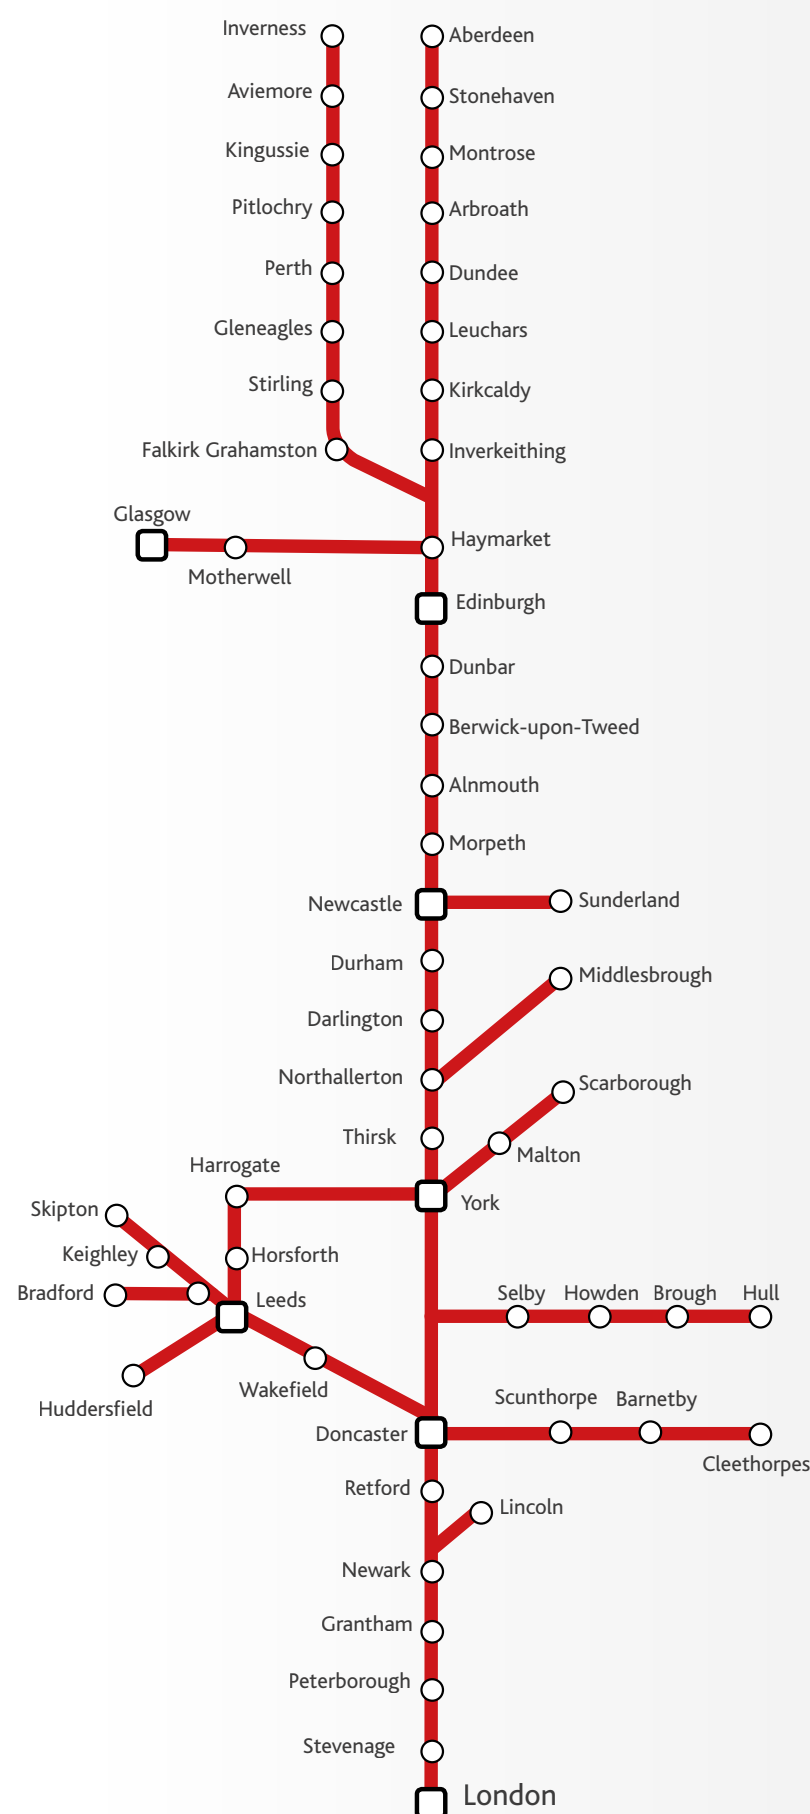 Inverness
Aberdeen
Aviemore
Stonehaven
Kingussie
Montrose
Pitlochry
Arbroath
Perth
Dundee
Gleneagles
Leuchars
Stirling
Kirkcaldy
Falkirk Grahamston
Inverkeithing
Glasgow
Haymarket
Motherwell
Edinburgh
Dunbar
Berwick-upon-Tweed
Alnmouth
Morpeth
Newcastle
Sunderland
Durham
Middlesbrough
Darlington
Northallerton
Scarborough
Thirsk
Malton
Harrogate
York
Skipton
Keighley
Horsforth
Bradford
Leeds
Selby
Howden
Brough
Hull
Wakefield
Huddersfield
Scunthorpe
Barnetby
Doncaster
Cleethorpes
Retford
Lincoln
Newark
Grantham
Peterborough
Stevenage
London